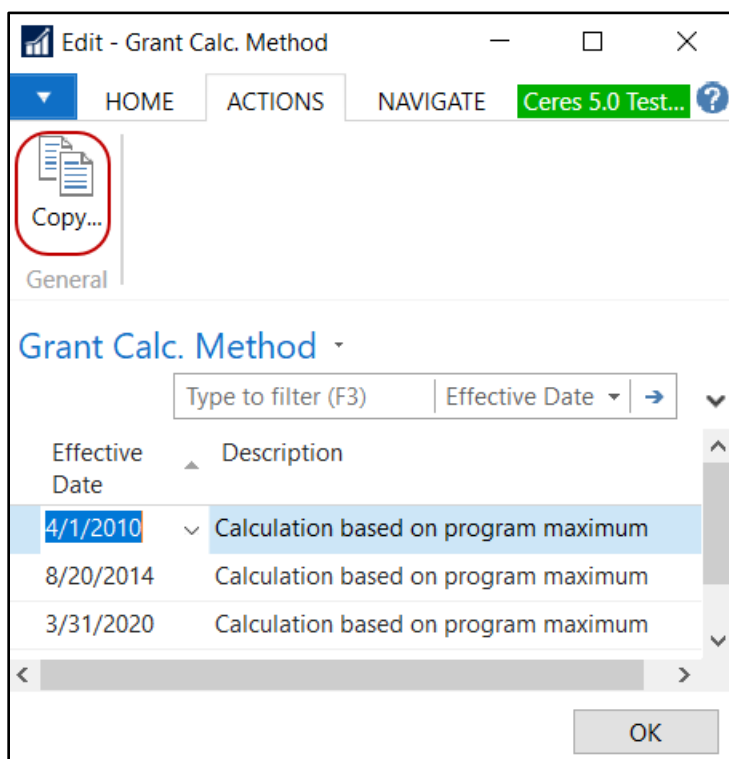 Edit - Grant Calc. Method
HOME ACTIONS NAVIGATE Ceres 5.0 Test... ?
Copy...
General
Grant Calc. Method
Type to filter (F3) Effective Date
Effective Date Description
4/1/2010 Calculation based on program maximum
8/20/2014 Calculation based on program maximum
3/31/2020 Calculation based on program maximum
OK